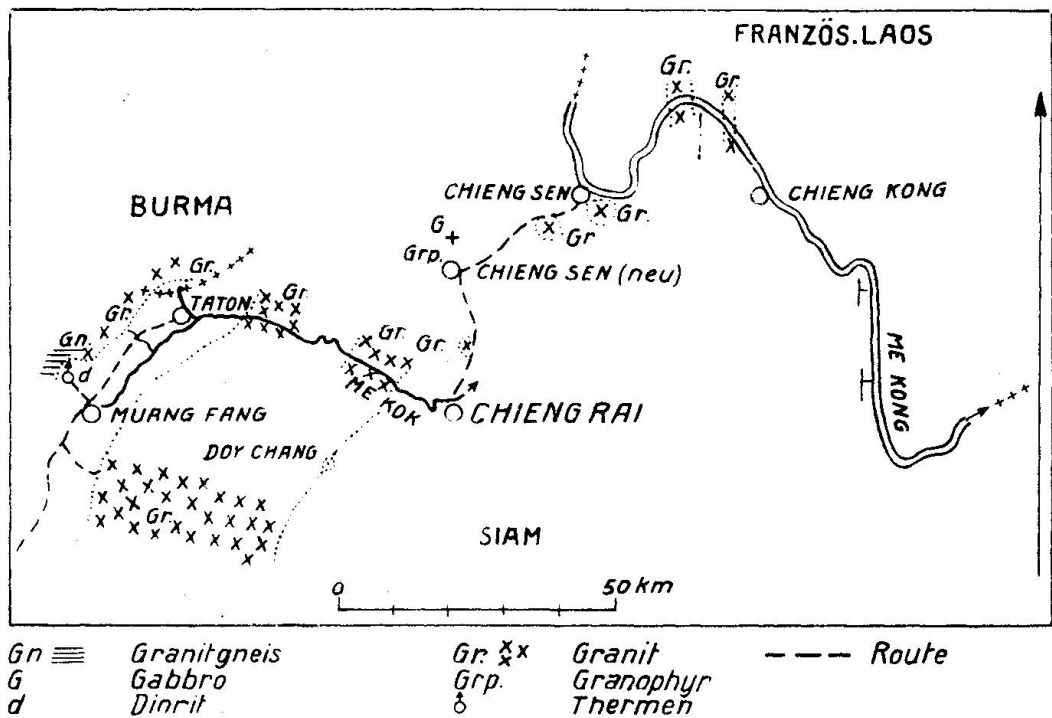 FRANZÖS. LAOS
Gr.
Gr.
BURMA
CHIENG SEN
CHIENG KONG
Gr.
Gr
G
Grp.
CHIENG SEN (neu)
Gr.
Gr.
TATON
Gr
Gn.
d
Gr.
Gr.
ME KOK
ME KONG
MUANG FANG
CHIENG RAI
DOY CHANG
Gr.
SIAM
0 50 km
Gn Granitgneis Gr. Granit Route
G Gabbro Grp. Granophyr
d Dinrit Thermen